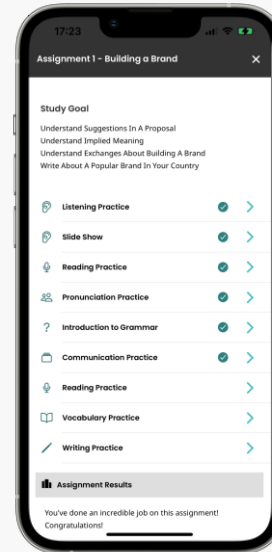 17:23
Assignment 1 - Building a Brand
Study Goal
Understand Suggestions In A Proposal
Understand Implied Meaning
Understand Exchanges About Building A Brand
Write About A Popular Brand In Your Country
Listening Practice
Slide Show
Reading Practice
Pronunciation Practice
? Introduction to Grammar
Communication Practice
Reading Practice
Vocabulary Practice
Writing Practice
Assignment Results
You've done an incredible job on this assignment!
Congratulations!